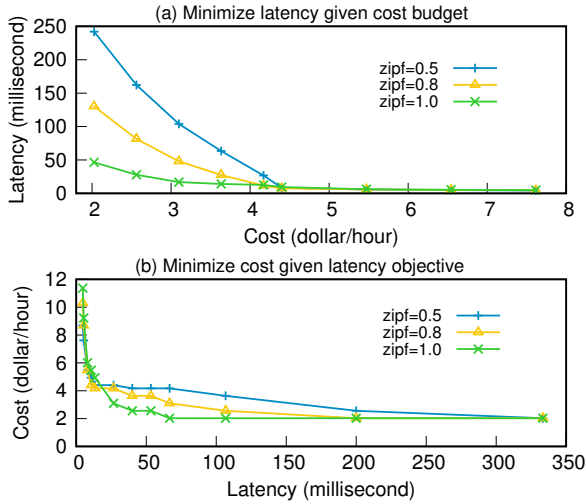 (a) Minimize latency given cost budget
Latency (millisecond)
250
200
150
100
50
0
zipf=0.5
zipf=0.8
zipf=1.0
2 3 4 5 6 7 8
Cost (dollar/hour)
(b) Minimize cost given latency objective
Cost (dollar/hour)
12
10
8
6
4
2
0
zipf=0.5
zipf=0.8
zipf=1.0
0 50 100 150 200 250 300 350
Latency (millisecond)